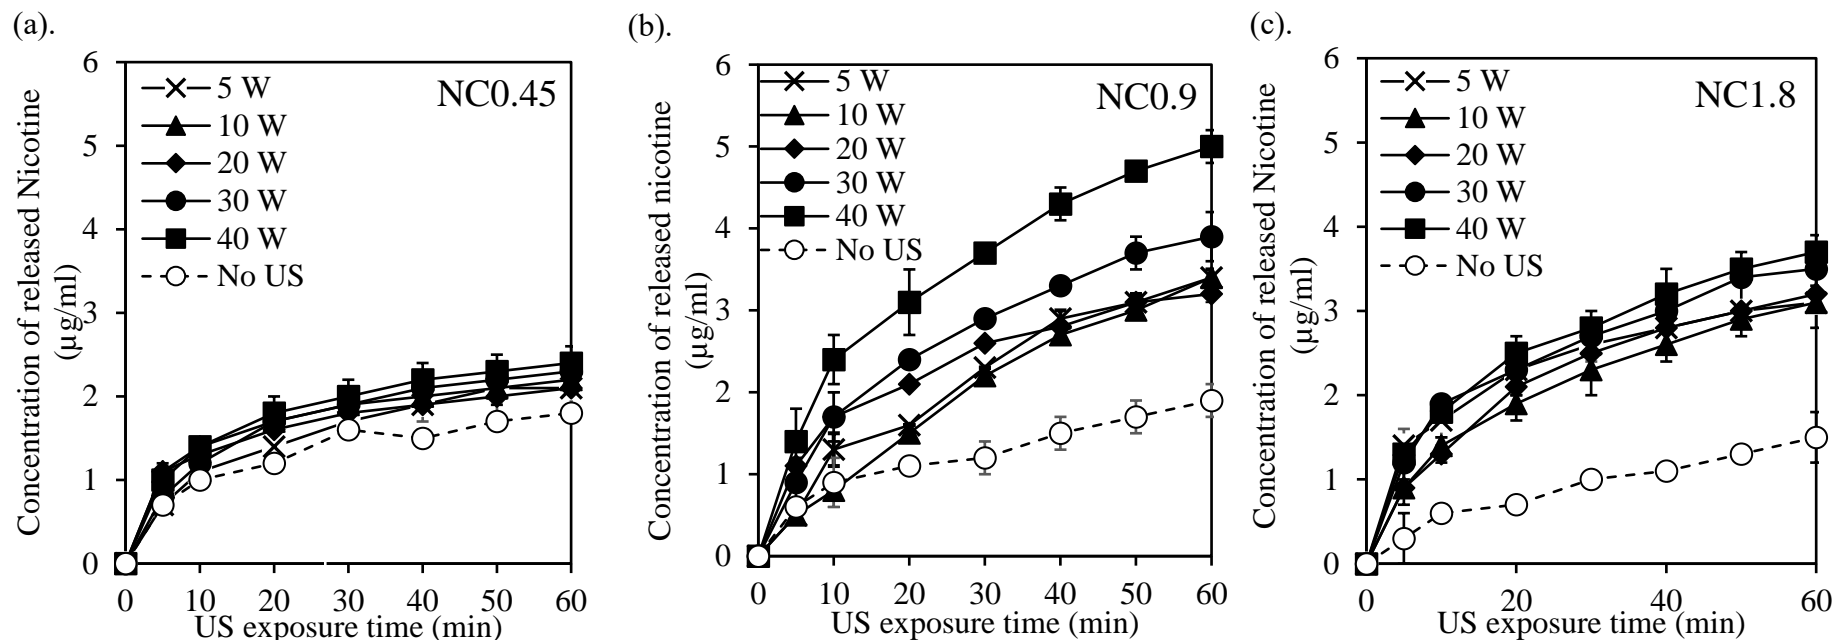 (a).
Concentration of released Nicotine
(µg/ml)
6
5
4
3
2
1
0
5 W
10 W
20 W
30 W
40 W
No US
NC0.45
0 10 20 30 40 50 60
US exposure time (min)
(b).
Concentration of released nicotine
(µg/ml)
6
5
4
3
2
1
0
5 W
10 W
20 W
30 W
40 W
No US
NC0.9
0 10 20 30 40 50 60
US exposure time (min)
(c).
Concentration of released Nicotine
(µg/ml)
6
5
4
3
2
1
0
5 W
10 W
20 W
30 W
40 W
No US
NC1.8
0 20 40 60
US exposure time (min)